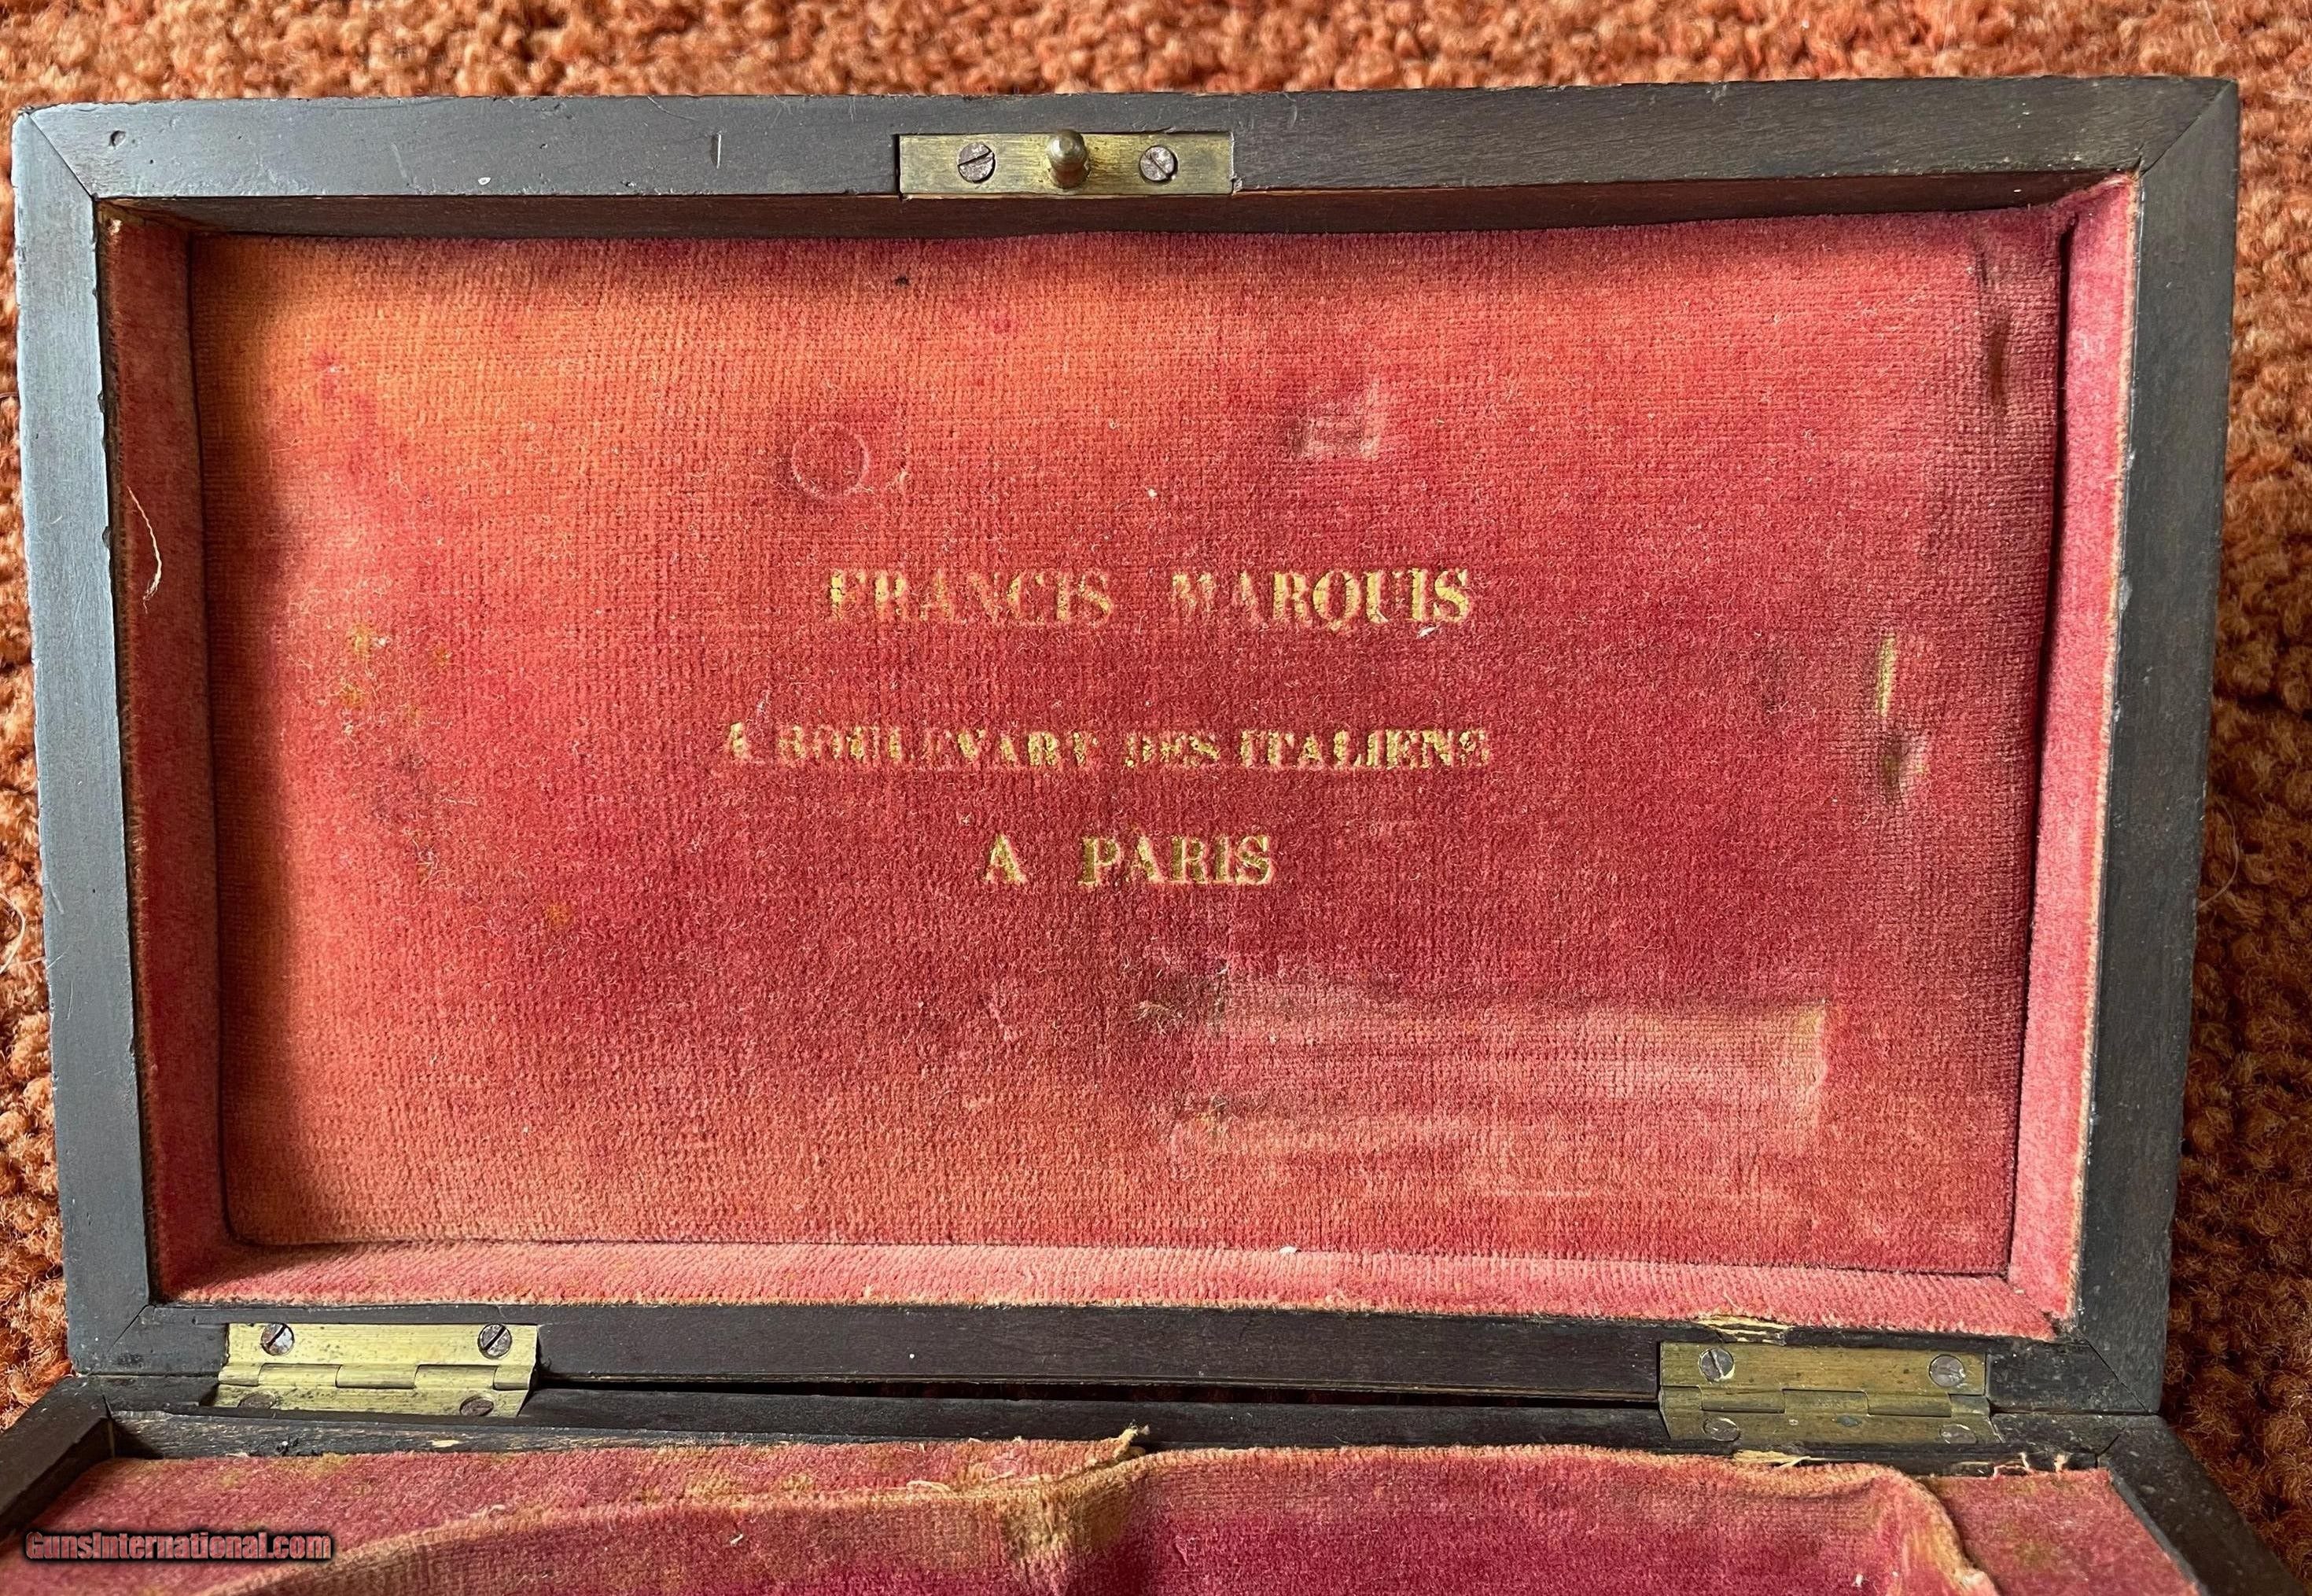 FRANCIS MARQUIS
4 BOULEVART DES ITALIENS
A PARIS
GunsInternational.com